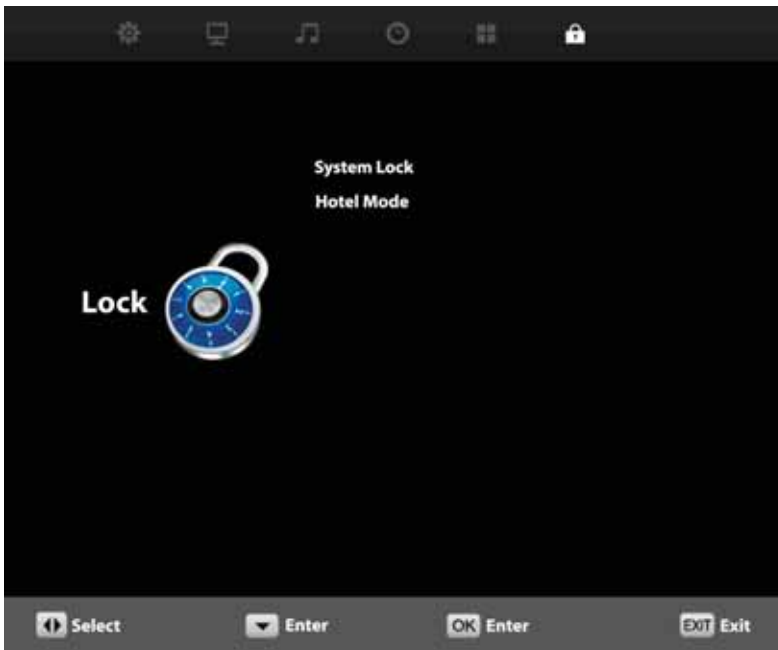 System Lock
Hotel Mode
Lock
Select
Enter
OK Enter
EXIT Exit